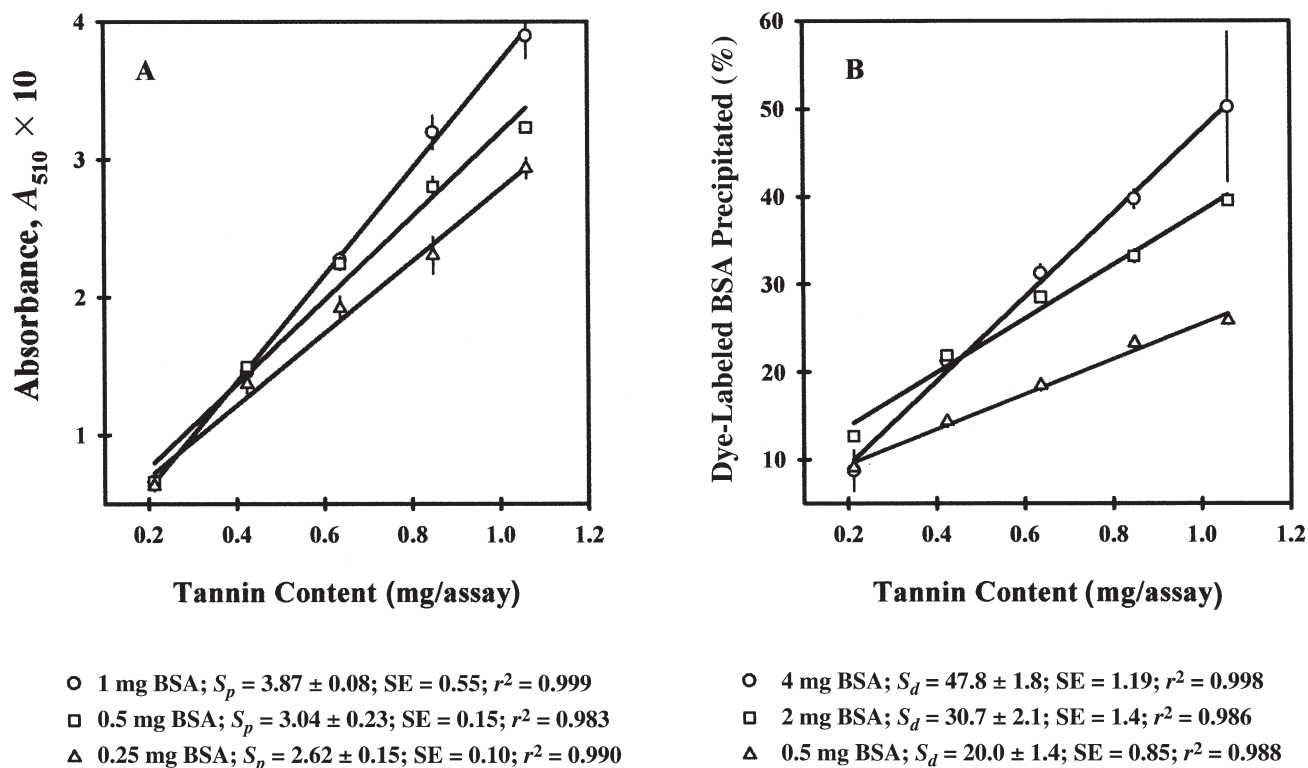 A
Absorbance, A510 × 10
4
3
2
1
0.2 0.4 0.6 0.8 1.0 1.2
Tannin Content (mg/assay)
1 mg BSA; Sp = 3.87 ± 0.08; SE = 0.55; r2 = 0.999
0.5 mg BSA; Sp = 3.04 ± 0.23; SE = 0.15; r2 = 0.983
0.25 mg BSA; Sp = 2.62 ± 0.15; SE = 0.10; r2 = 0.990
B
Dye-Labeled BSA Precipitated (%)
60
50
40
30
20
10
0.2 0.4 0.6 0.8 1.0 1.2
Tannin Content (mg/assay)
4 mg BSA; Sd = 47.8 ± 1.8; SE = 1.19; r2 = 0.998
2 mg BSA; Sd = 30.7 ± 2.1; SE = 1.4; r2 = 0.986
0.5 mg BSA; Sd = 20.0 ± 1.4; SE = 0.85; r2 = 0.988